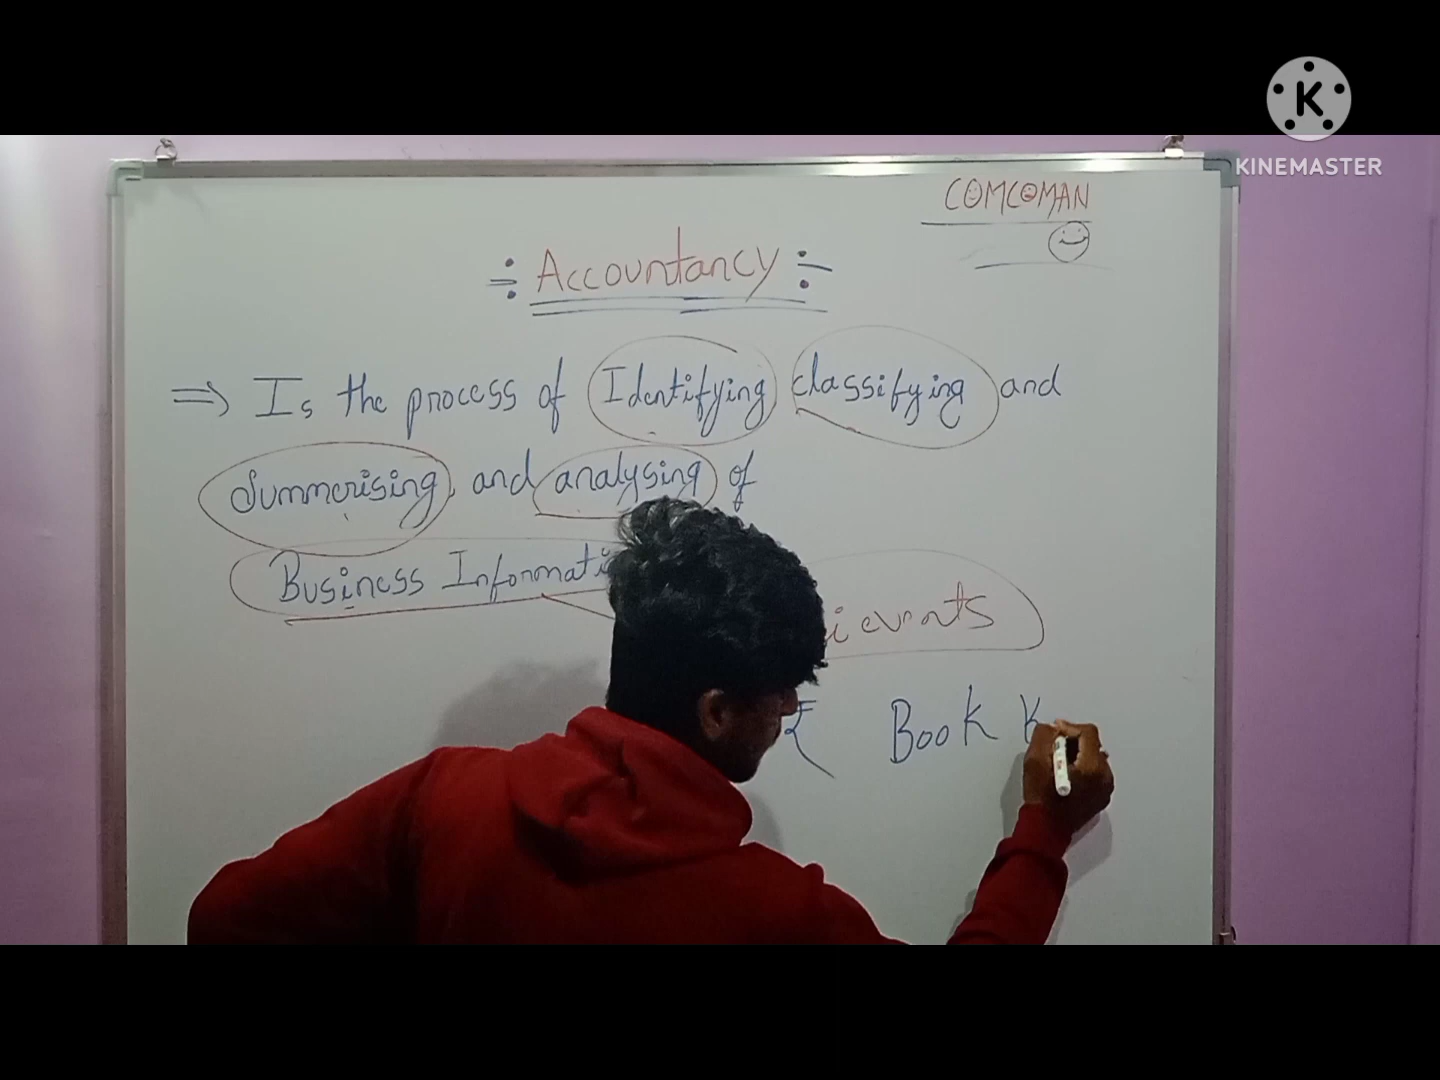 K
KINEMASTER
COMCOMAN
÷ Accountancy ÷
⇒ Is the process of Identifying classifying and
Summerising, and analysing of
Business Informati
events
₹ Book K